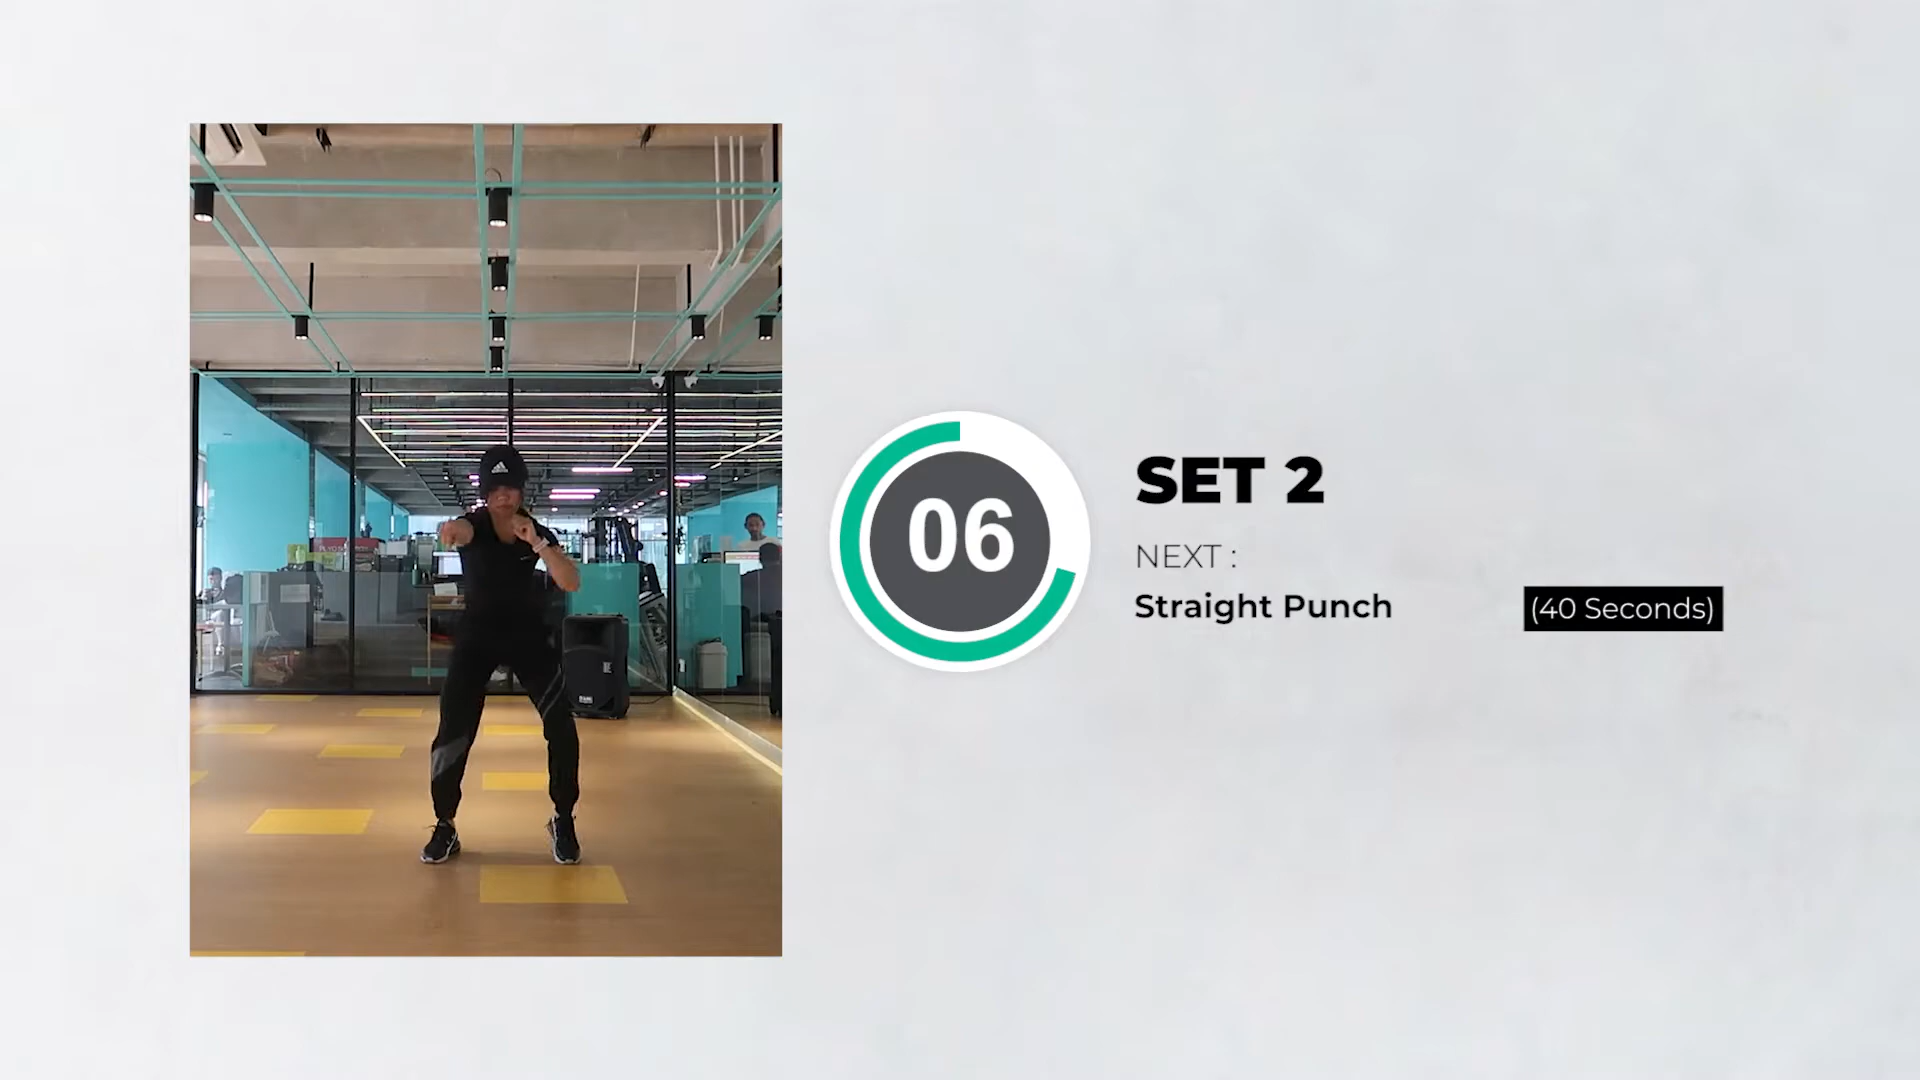 06
SET 2
NEXT :
Straight Punch
(40 Seconds)